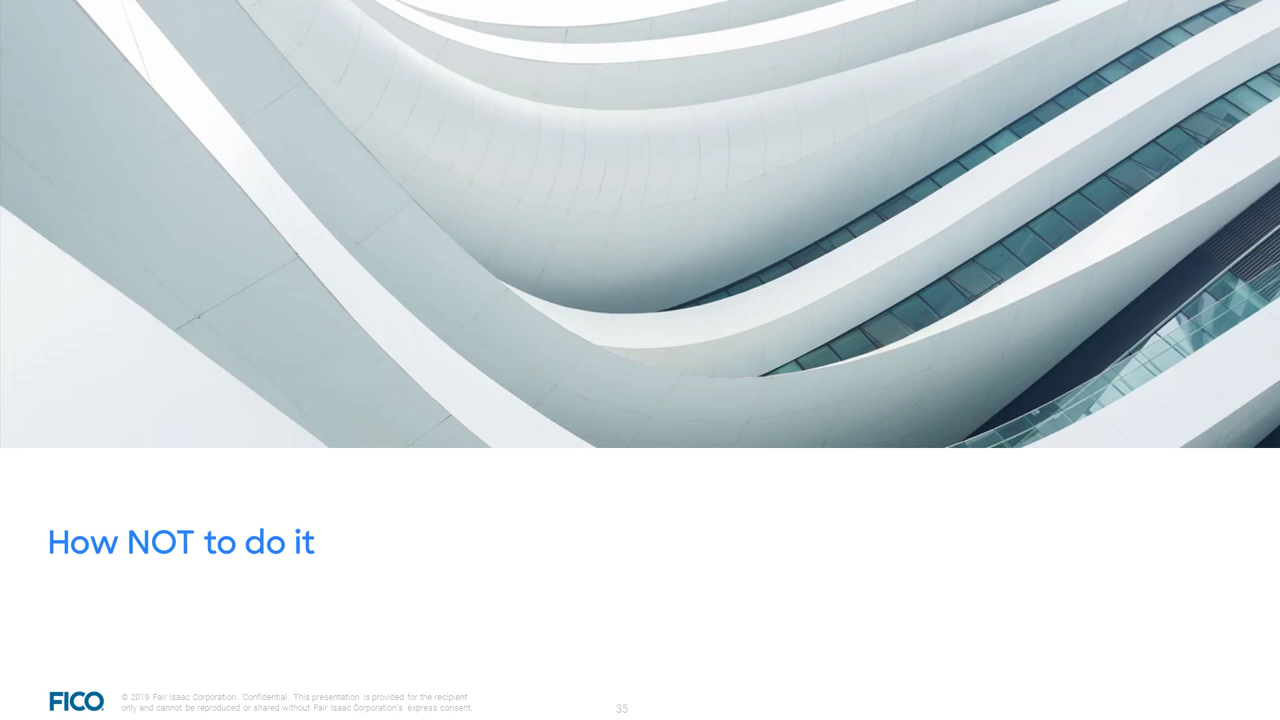 How NOT to do it
FICO
© 2019 Fair Isaac Corporation. Confidential. This presentation is provided for the recipient
only and cannot be reproduced or shared without Fair Isaac Corporation's express consent.
35